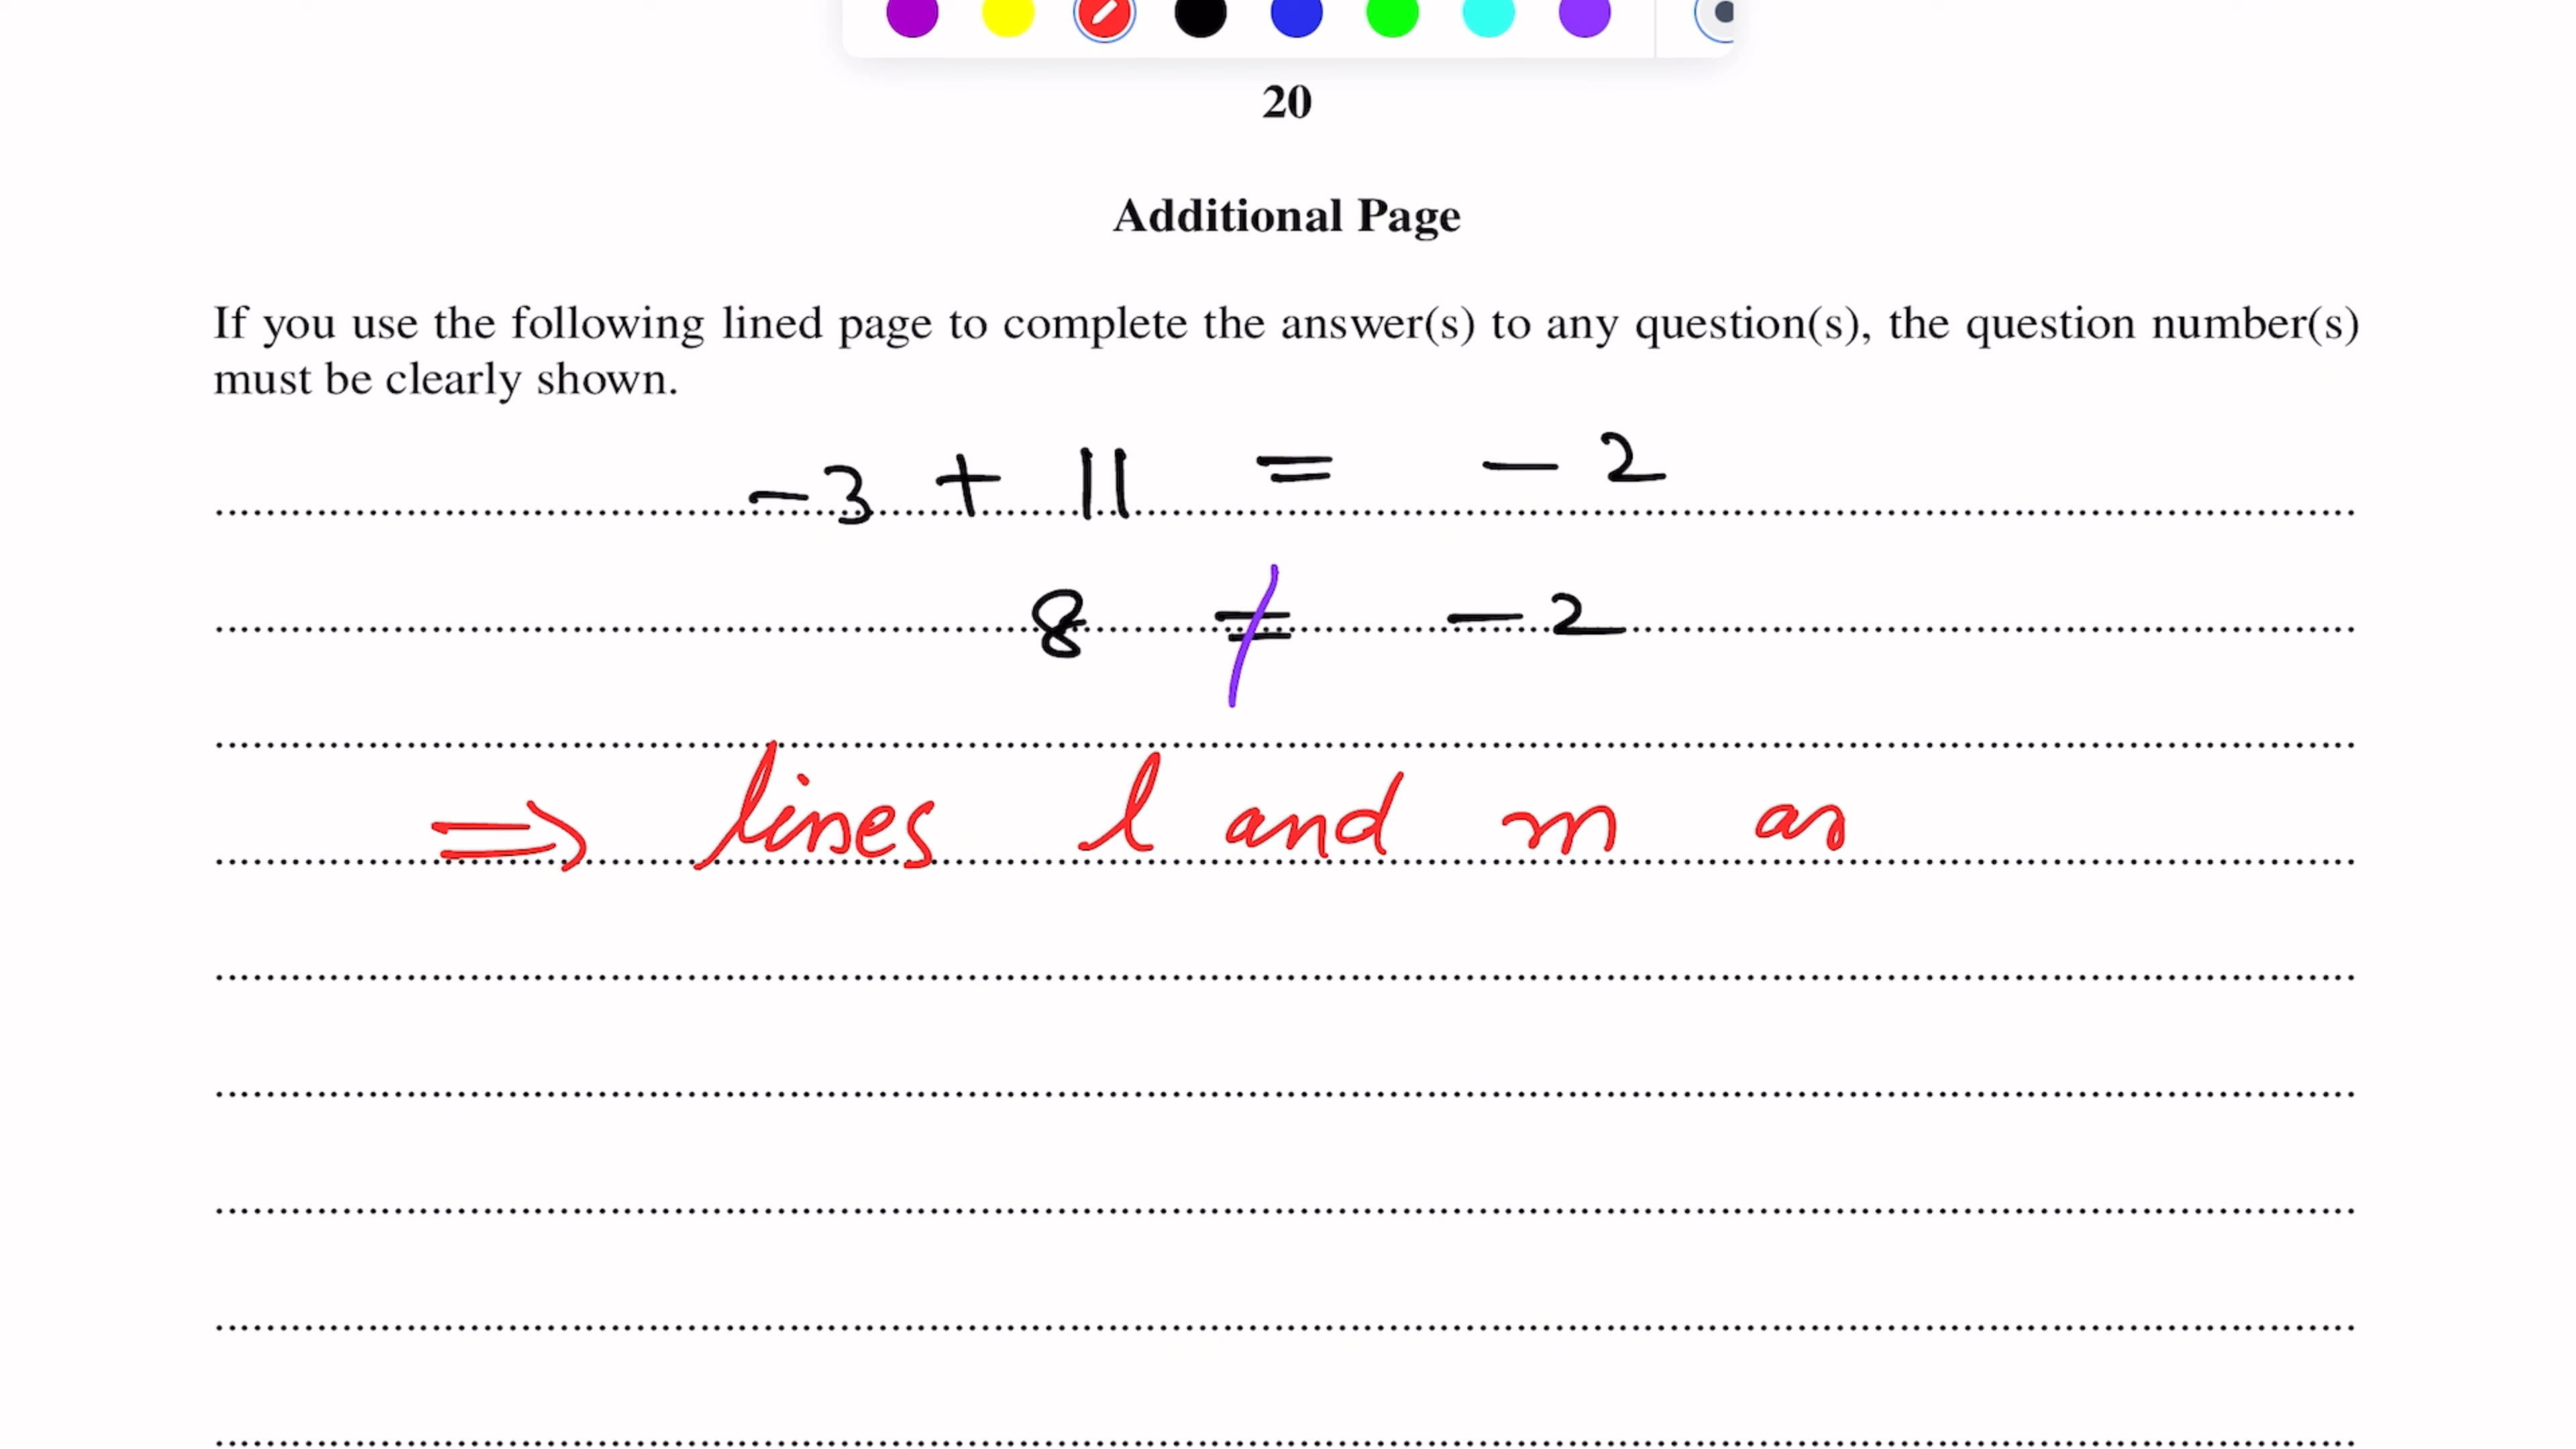 20
Additional Page
If you use the following lined page to complete the answer(s) to any question(s), the question number(s)
must be clearly shown.
-3 + 11 = -2
8 ≠ -2
⇒ lines l and m ar